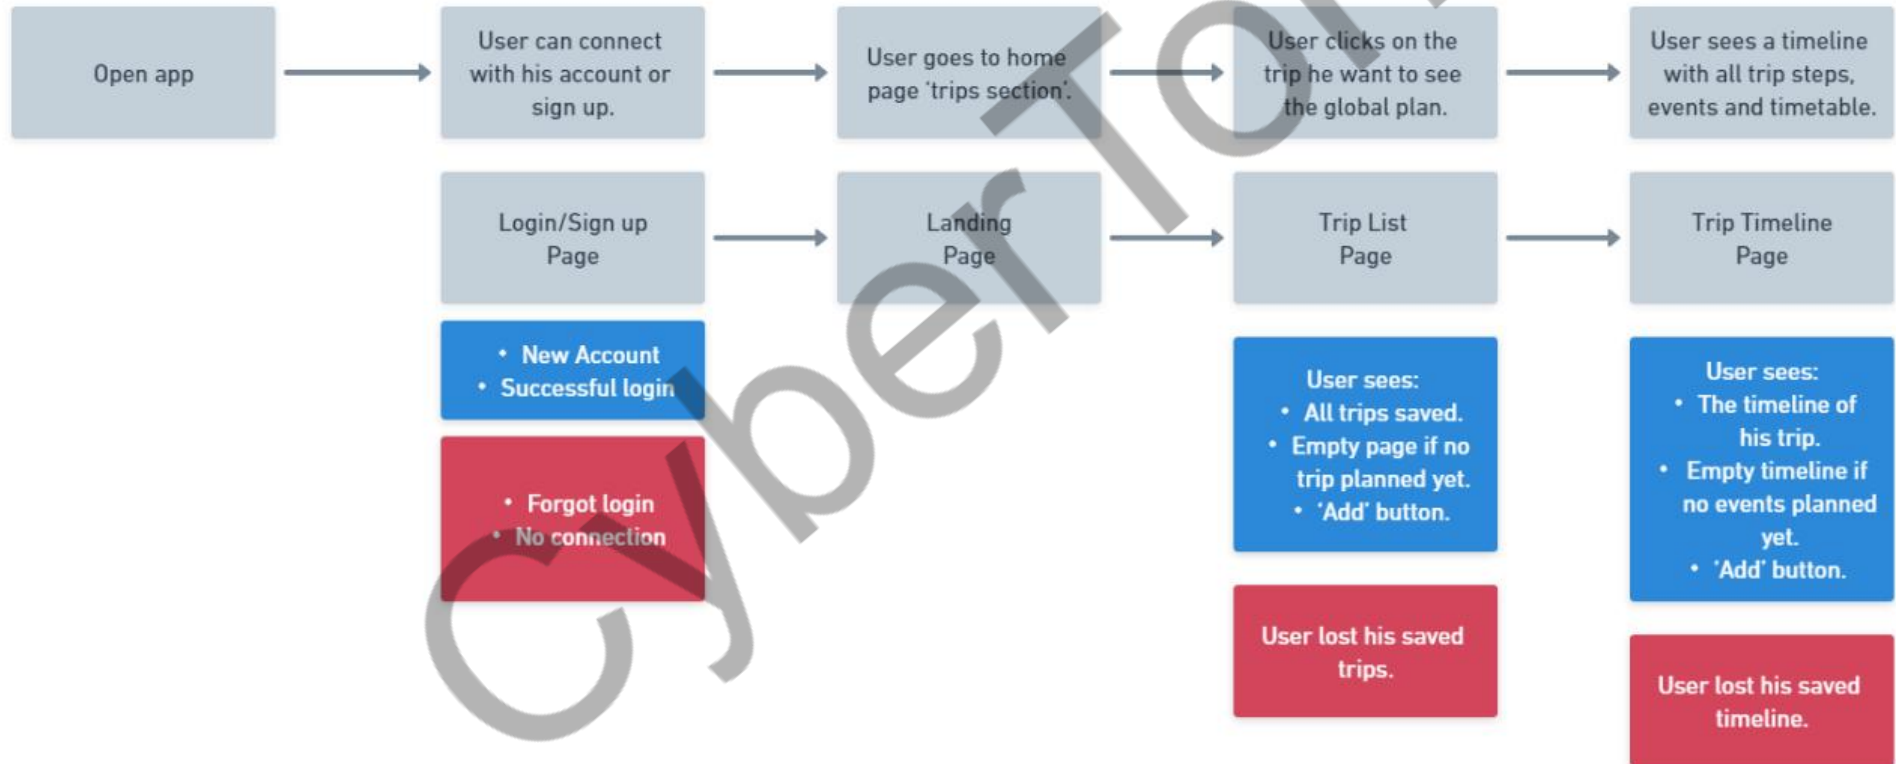 Open app
User can connect
with his account or
sign up.
User goes to home
page 'trips section'.
User clicks on the
trip he want to see
the global plan.
User sees a timeline
with all trip steps,
events and timetable.
Login/Sign up
Page
Landing
Page
Trip List
Page
Trip Timeline
Page
• New Account
• Successful login
• Forgot login
• No connection
User sees:
• All trips saved.
• Empty page if no
trip planned yet.
• 'Add' button.
User lost his saved
trips.
User sees:
• The timeline of
his trip.
• Empty timeline if
no events planned
yet.
• 'Add' button.
User lost his saved
timeline.